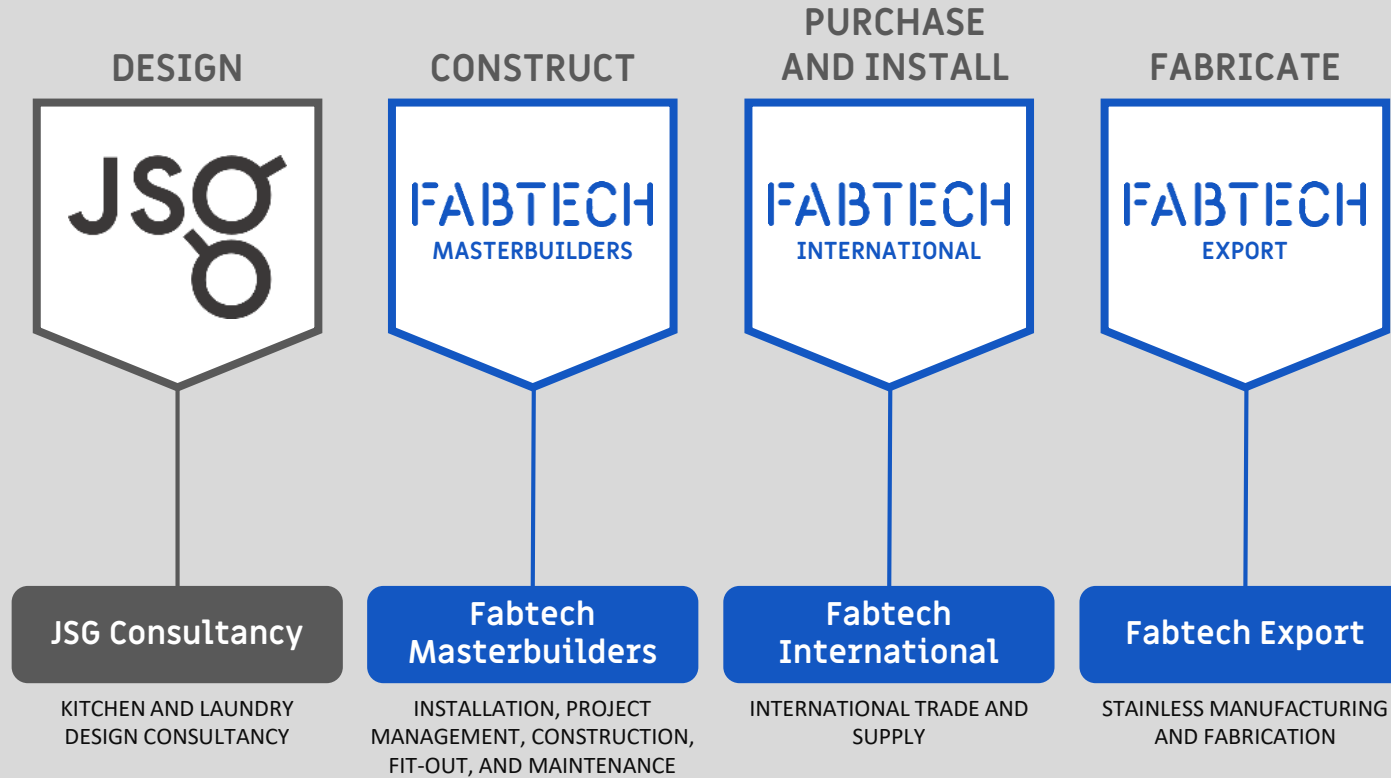 DESIGN
JSG
JSG Consultancy
KITCHEN AND LAUNDRY
DESIGN CONSULTANCY
CONSTRUCT
FABTECH
MASTERBUILDERS
Fabtech
Masterbuilders
INSTALLATION, PROJECT
MANAGEMENT, CONSTRUCTION,
FIT-OUT, AND MAINTENANCE
PURCHASE
AND INSTALL
FABTECH
INTERNATIONAL
Fabtech
International
INTERNATIONAL TRADE AND
SUPPLY
FABRICATE
FABTECH
EXPORT
Fabtech Export
STAINLESS MANUFACTURING
AND FABRICATION